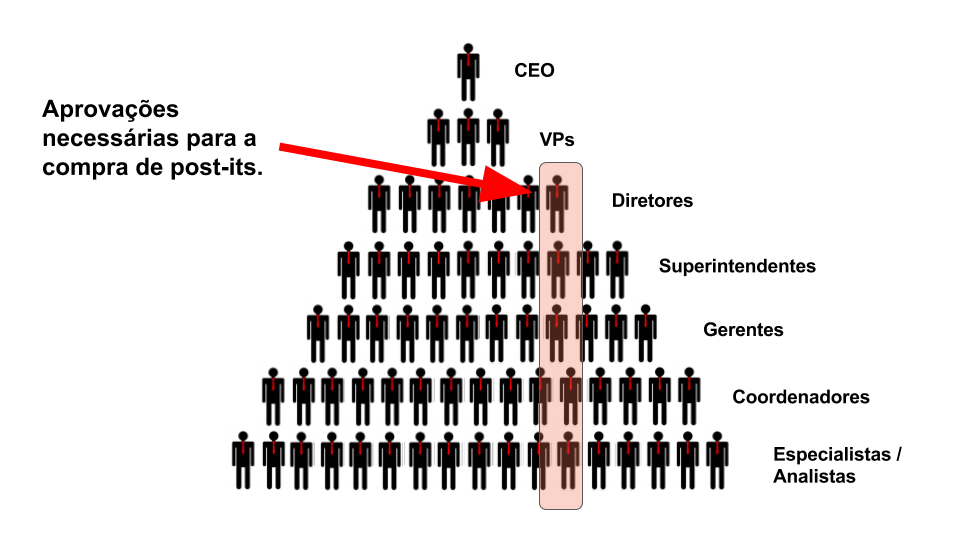 CEO
Aprovações
necessárias para a
compra de post-its.
VPs
Diretores
Superintendentes
Gerentes
Coordenadores
Especialistas /
Analistas